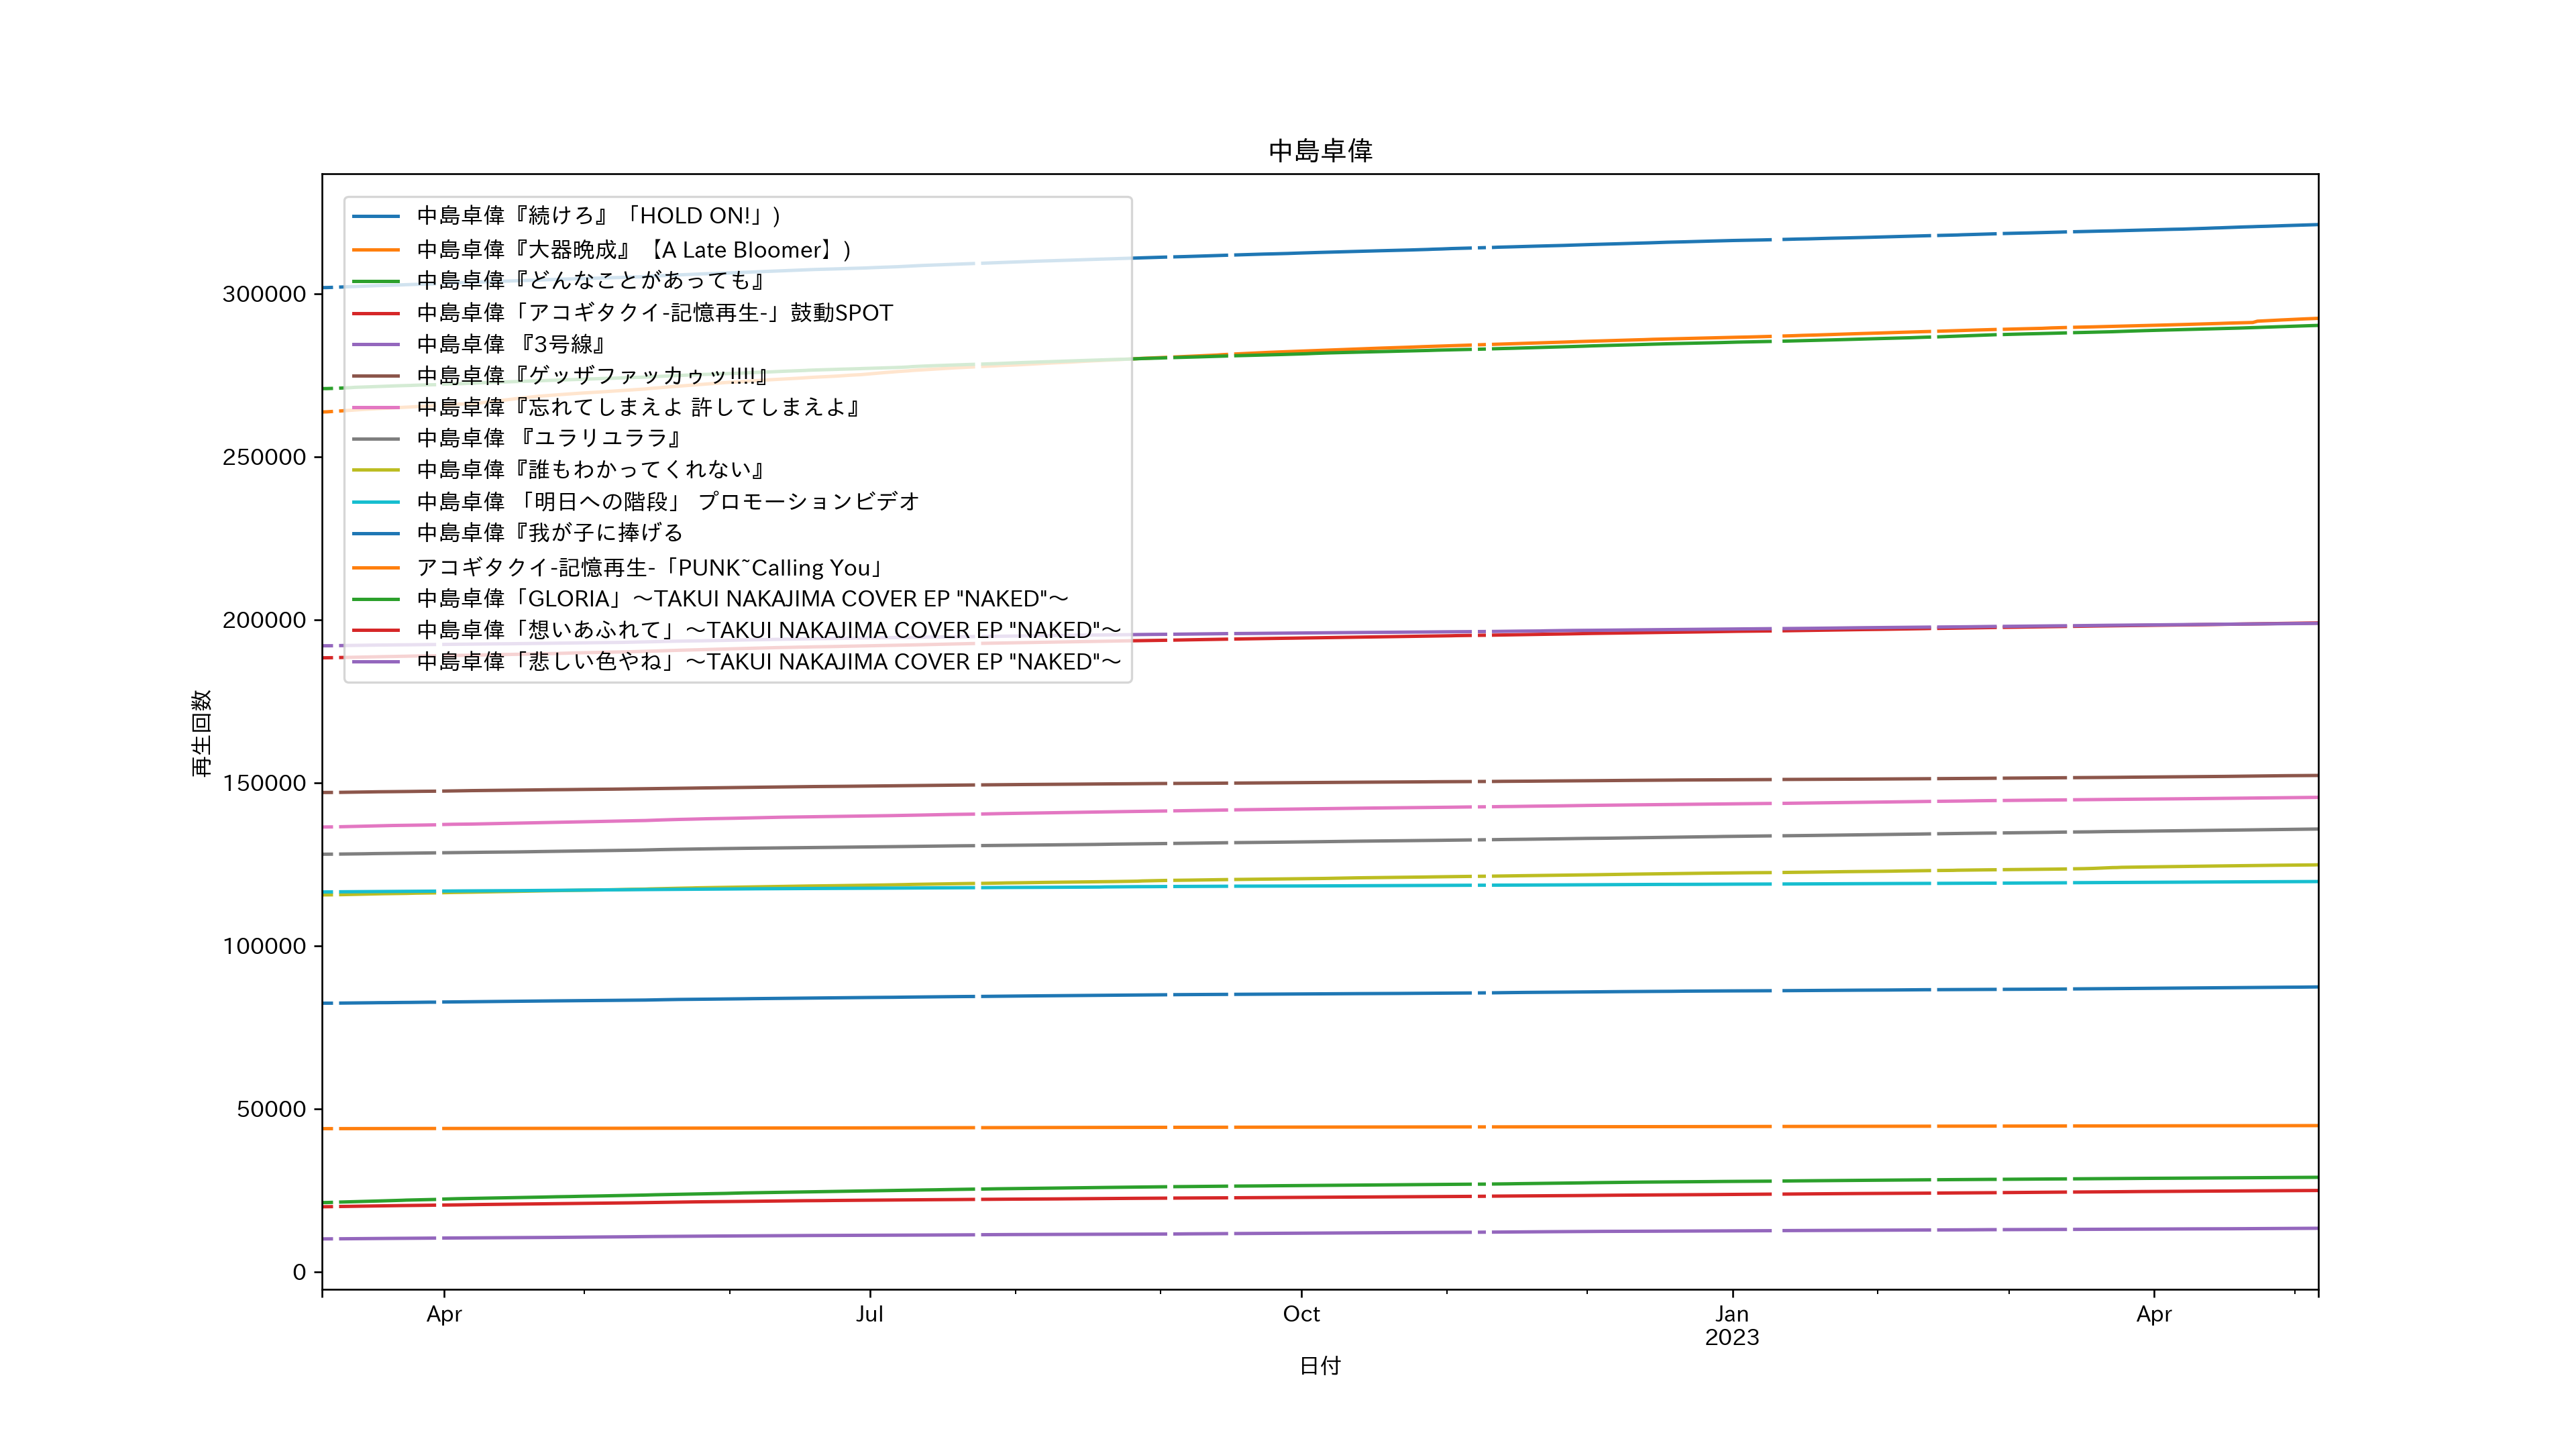 中島卓偉
中島卓偉『続けろ』「HOLD ON!」)
中島卓偉『大器晩成』【A Late Bloomer】)
中島卓偉『どんなことがあっても』
中島卓偉「アコギタクイ-記憶再生-」鼓動SPOT
中島卓偉 『3号線』
中島卓偉『ゲッザファッカゥッ!!!!』
中島卓偉『忘れてしまえよ 許してしまえよ』
中島卓偉 『ユラリユララ』
中島卓偉『誰もわかってくれない』
中島卓偉 「明日への階段」 プロモーションビデオ
中島卓偉『我が子に捧げる
アコギタクイ-記憶再生-「PUNK~Calling You」
中島卓偉「GLORIA」～TAKUI NAKAJIMA COVER EP "NAKED"～
中島卓偉「想いあふれて」～TAKUI NAKAJIMA COVER EP "NAKED"～
中島卓偉「悲しい色やね」～TAKUI NAKAJIMA COVER EP "NAKED"～
300000
250000
200000
150000
100000
50000
0
再生回数
Apr
Jul
Oct
Jan
2023
Apr
日付